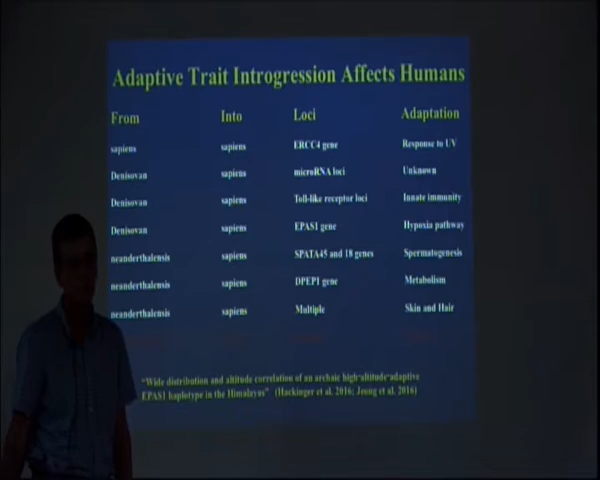 Adaptive Trait Introgression Affects Humans
From Into Loci Adaptation
sapiens sapiens ERCC4 gene Response to UV
Denisovan sapiens microRNA loci Unknown
Denisovan sapiens Toll-like receptor loci Innate immunity
Denisovan sapiens EPAS1 gene Hypoxia pathway
neanderthalensis sapiens SPATA45 and 18 genes Spermatogenesis
neanderthalensis sapiens DPEP1 gene Metabolism
neanderthalensis sapiens Multiple Skin and Hair
"Wide distribution and altitude correlation of an archaic high-altitude-adaptive
EPAS1 haplotype in the Himalayas" (Hackinger et al. 2016; Jeong et al. 2016)